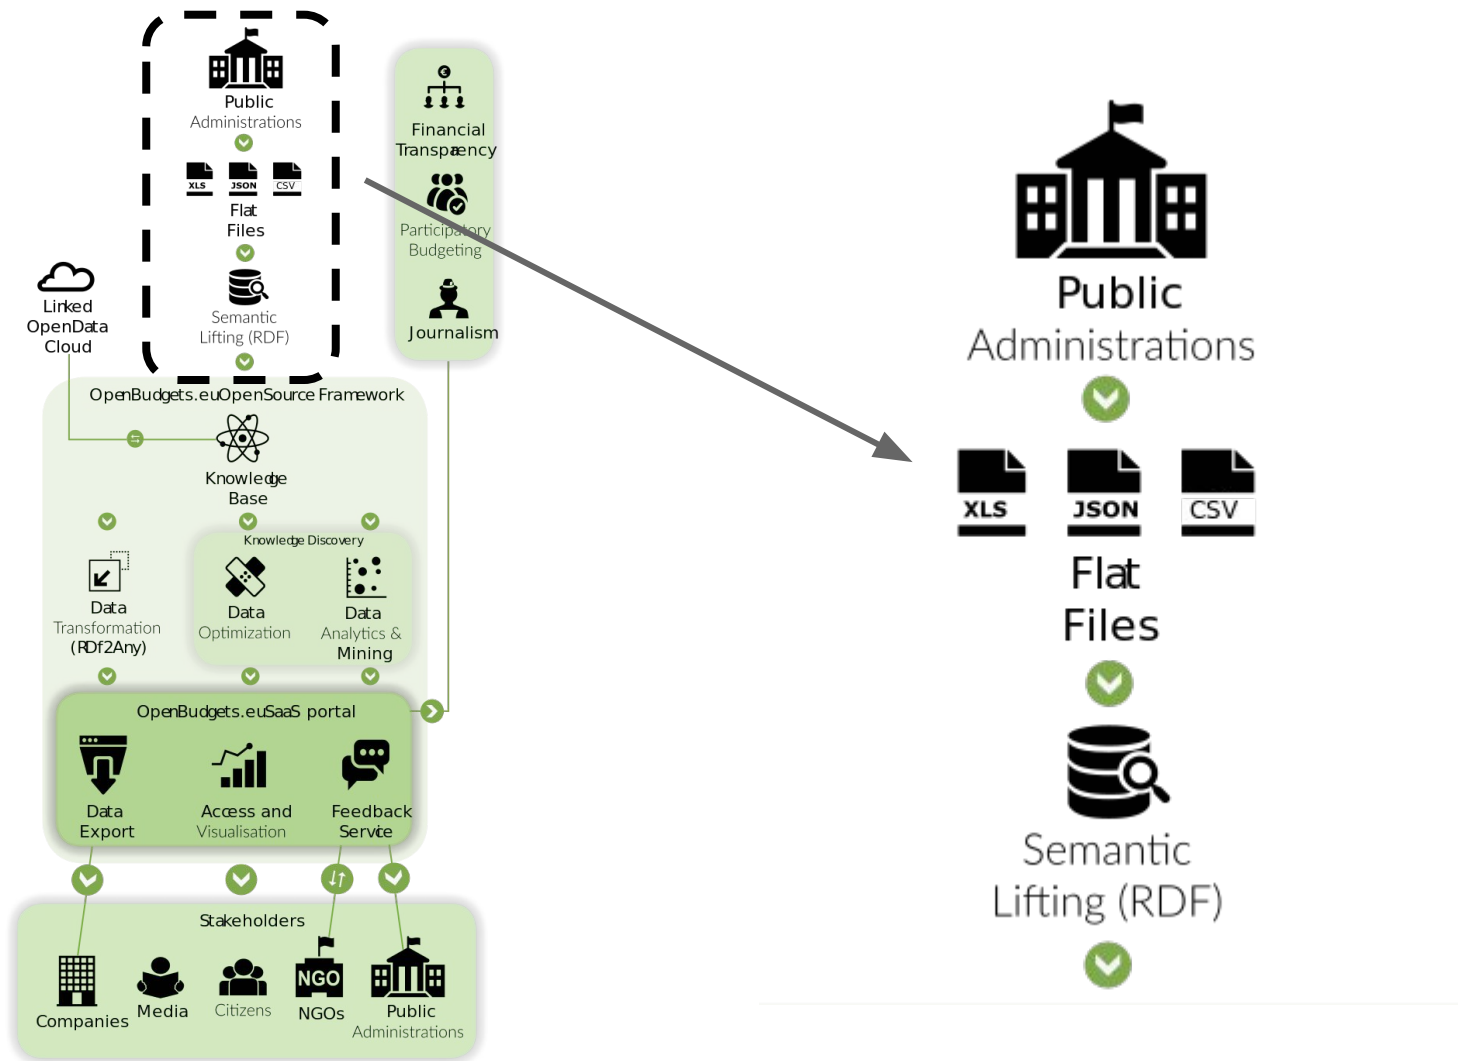 Public
Administrations
XLS JSON CSV
Flat
Files
Semantic
Lifting (RDF)
Financial
Transparency
Participatory
Budgeting
Journalism
Linked
OpenData
Cloud
OpenBudgets.eu OpenSource Framework
Knowledge
Base
Knowledge Discovery
Data
Transformation
(RDf2Any)
Data
Optimization
Data
Analytics &
Mining
OpenBudgets.eu SaaS portal
Data
Export
Access and
Visualisation
Feedback
Service
Stakeholders
Companies
Media
Citizens
NGO
NGOs
Public
Administrations
Public
Administrations
XLS JSON CSV
Flat
Files
Semantic
Lifting (RDF)